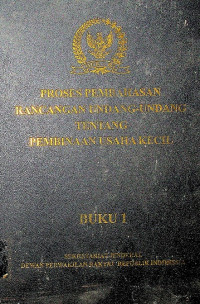 PROSES PEMBAHASAN
RANCANGAN UNDANG-UNDANG
TENTANG
PEMBINAAN USAHA KECIL
BUKU 1
SEKRETARIAT JENDERAL
DEWAN PERWAKILAN RAKYAT REPUBLIK INDONESIA